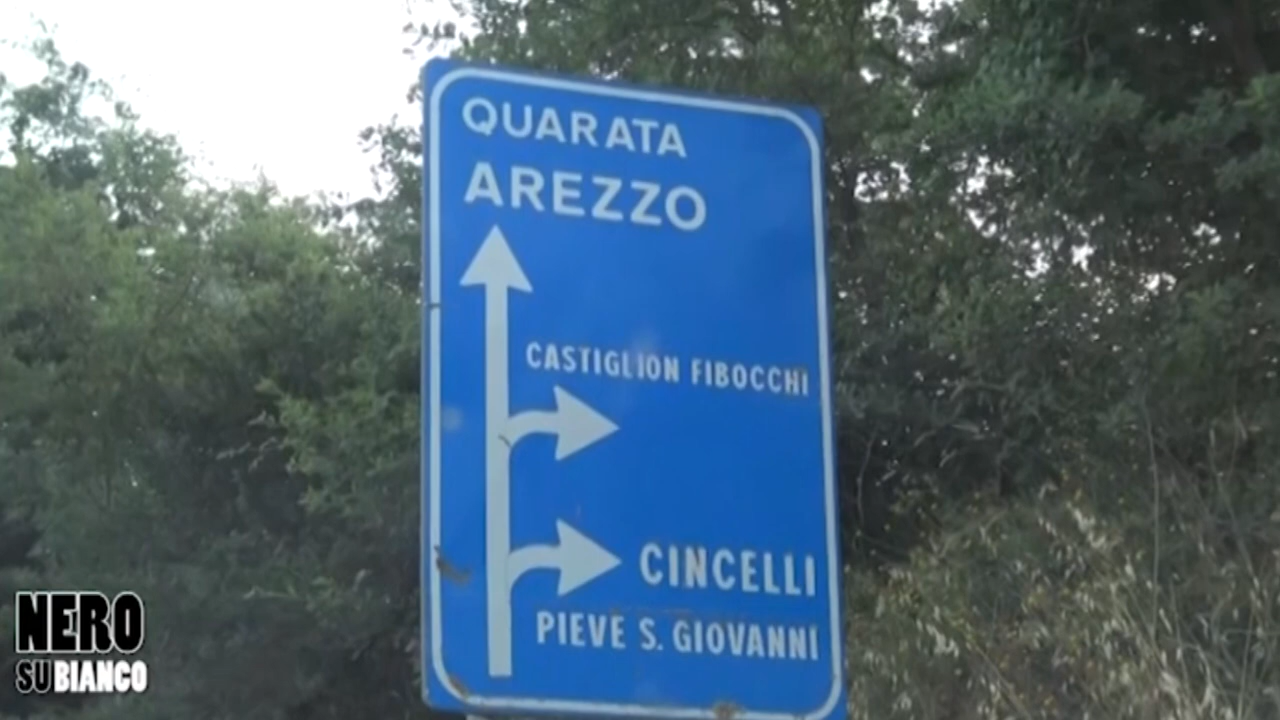 QUARATA
AREZZO
CASTIGLION FIBOCCHI
CINCELLI
PIEVE S. GIOVANNI
NERO
SU BIANCO